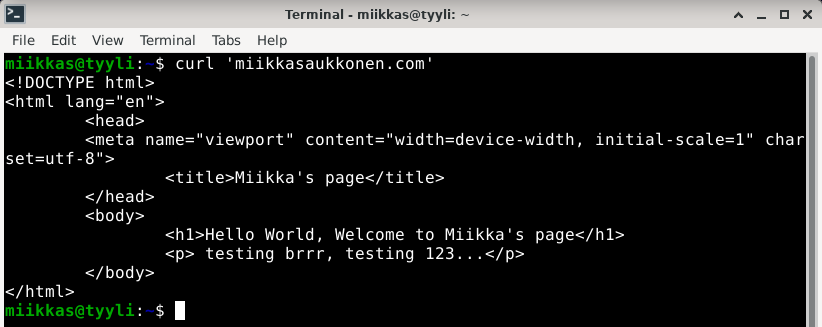 Terminal - miikkas@tyyli: ~
File Edit View Terminal Tabs Help
miikkas@tyyli:~$ curl 'miikkasaukkonen.com'
<!DOCTYPE html>
<html lang="en">
        <head>
        <meta name="viewport" content="width=device-width, initial-scale=1" char
set=utf-8">
                <title>Miikka's page</title>
        </head>
        <body>
                <h1>Hello World, Welcome to Miikka's page</h1>
                <p> testing brrr, testing 123...</p>
        </body>
</html>
miikkas@tyyli:~$